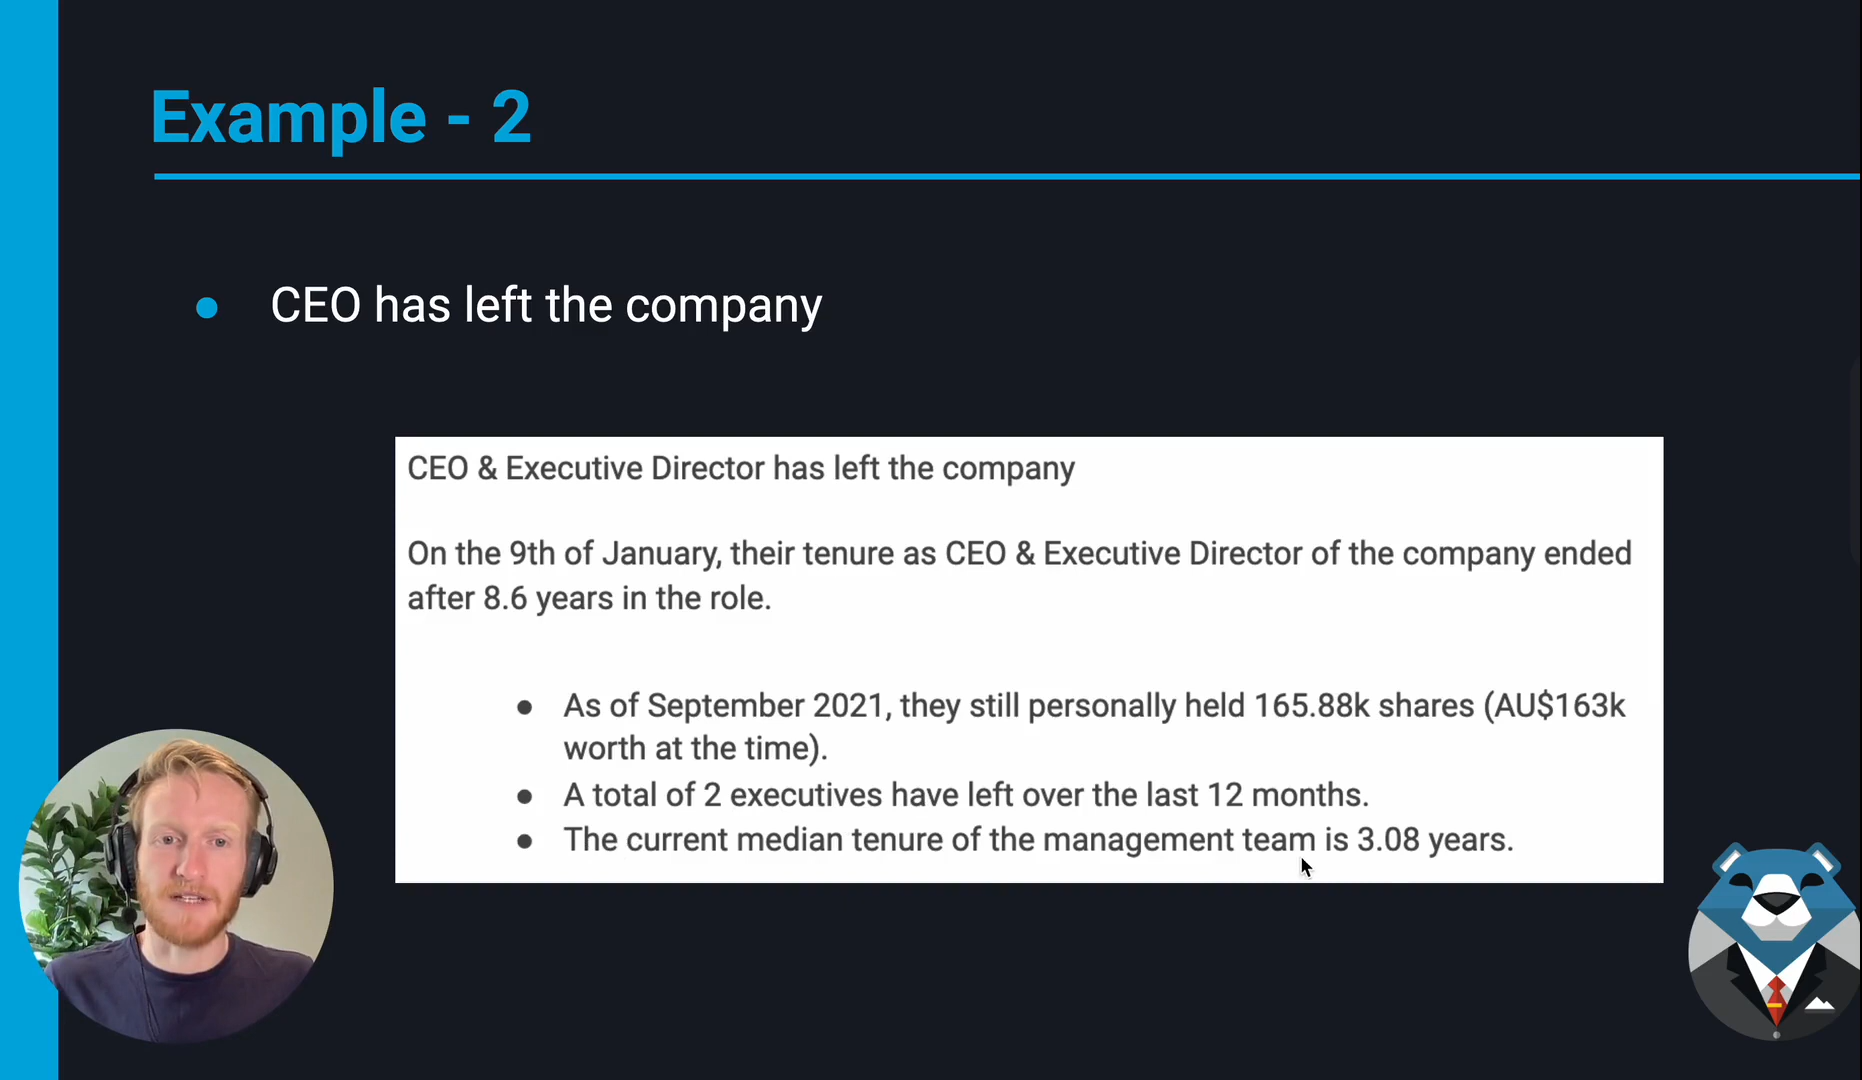 Example - 2
● CEO has left the company
CEO & Executive Director has left the company
On the 9th of January, their tenure as CEO & Executive Director of the company ended
after 8.6 years in the role.
● As of September 2021, they still personally held 165.88k shares (AU$163k
worth at the time).
● A total of 2 executives have left over the last 12 months.
● The current median tenure of the management team is 3.08 years.